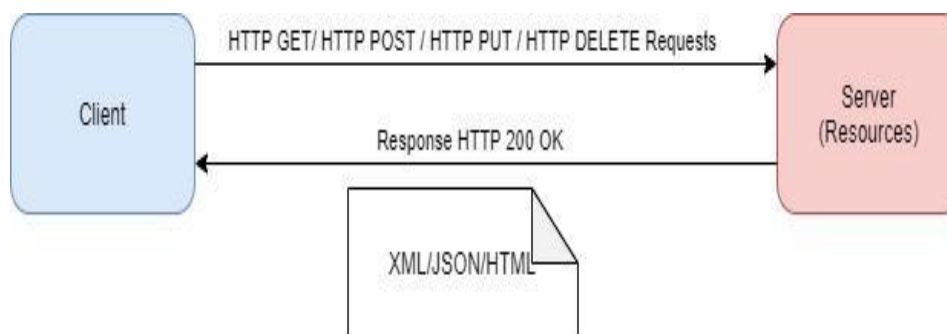 HTTP GET/ HTTP POST / HTTP PUT / HTTP DELETE Requests
Client
Server
(Resources)
Response HTTP 200 OK
XML/JSON/HTML